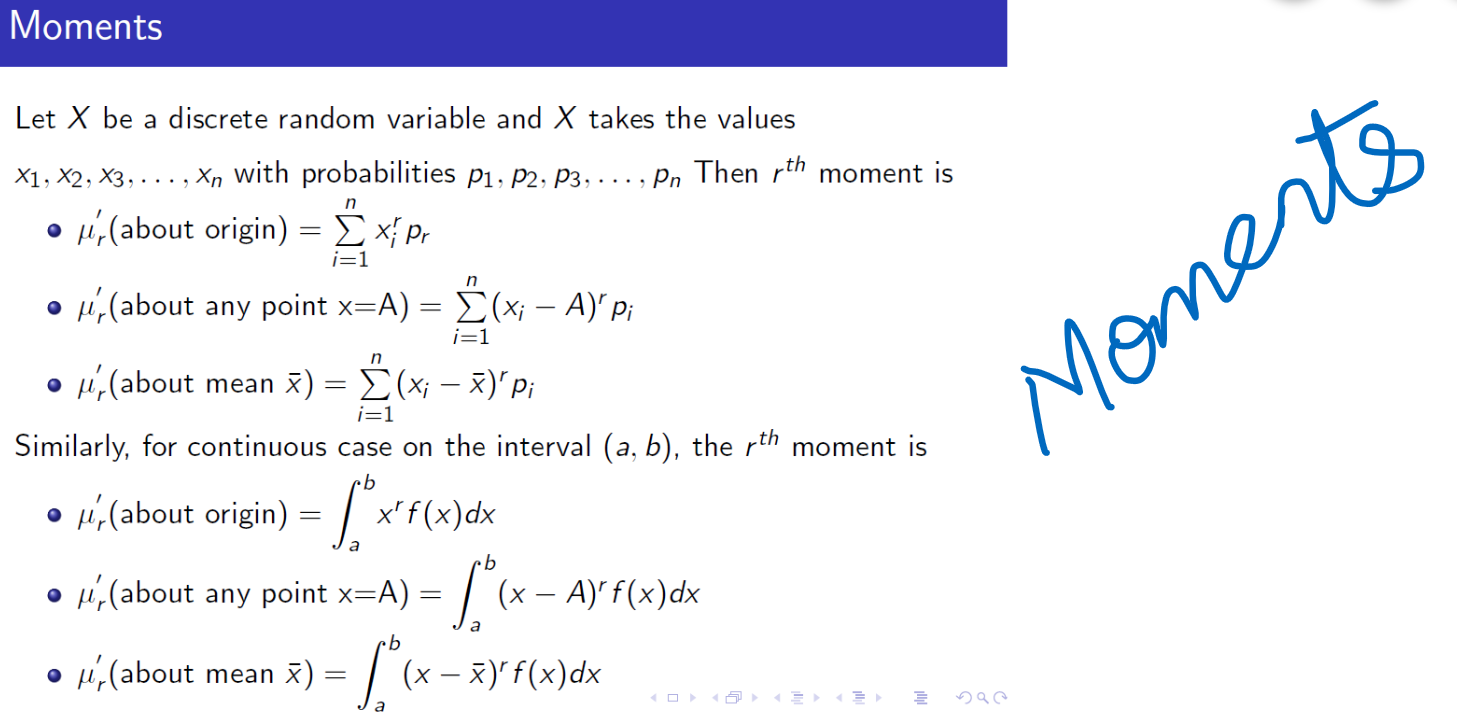 Moments
Let X be a discrete random variable and X takes the values
x₁, x₂, x₃, . . . , xₙ with probabilities p₁, p₂, p₃, . . . , pₙ Then rᵗʰ moment is
• μ′ᵣ(about origin) = ∑_{i=1}^{n} x_i^r p_r
• μ′ᵣ(about any point x=A) = ∑_{i=1}^{n} (x_i − A)^r p_i
• μ′ᵣ(about mean x̄) = ∑_{i=1}^{n} (x_i − x̄)^r p_i
Similarly, for continuous case on the interval (a, b), the rᵗʰ moment is
• μ′ᵣ(about origin) = ∫_a^b x^r f(x)dx
• μ′ᵣ(about any point x=A) = ∫_a^b (x − A)^r f(x)dx
• μ′ᵣ(about mean x̄) = ∫_a^b (x − x̄)^r f(x)dx
Moments